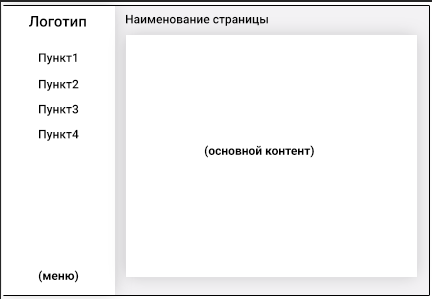 Логотип
Пункт1
Пункт2
Пункт3
Пункт4
(меню)
Наименование страницы
(основной контент)